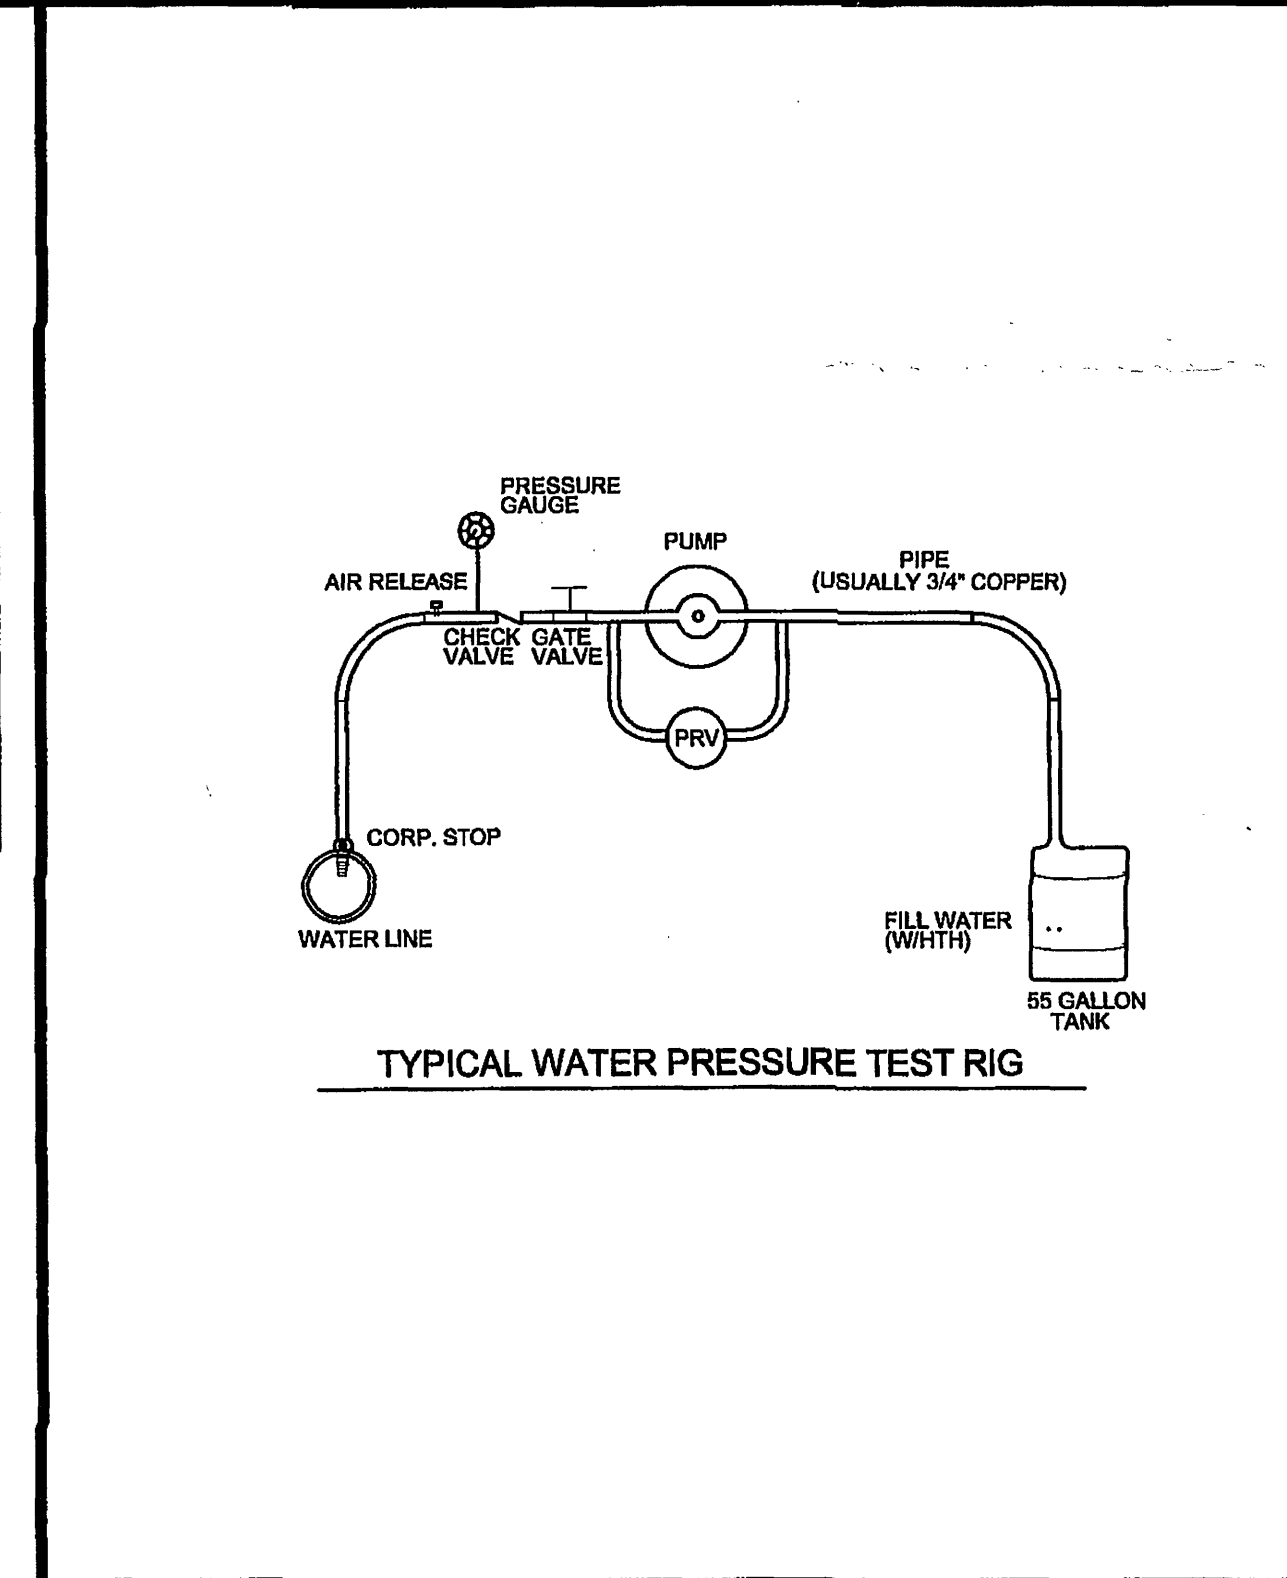 PRESSURE
GAUGE
PUMP
PIPE
(USUALLY 3/4" COPPER)
AIR RELEASE
CHECK
VALVE
GATE
VALVE
PRV
CORP. STOP
WATER LINE
FILL WATER
(W/HTH)
55 GALLON
TANK
TYPICAL WATER PRESSURE TEST RIG